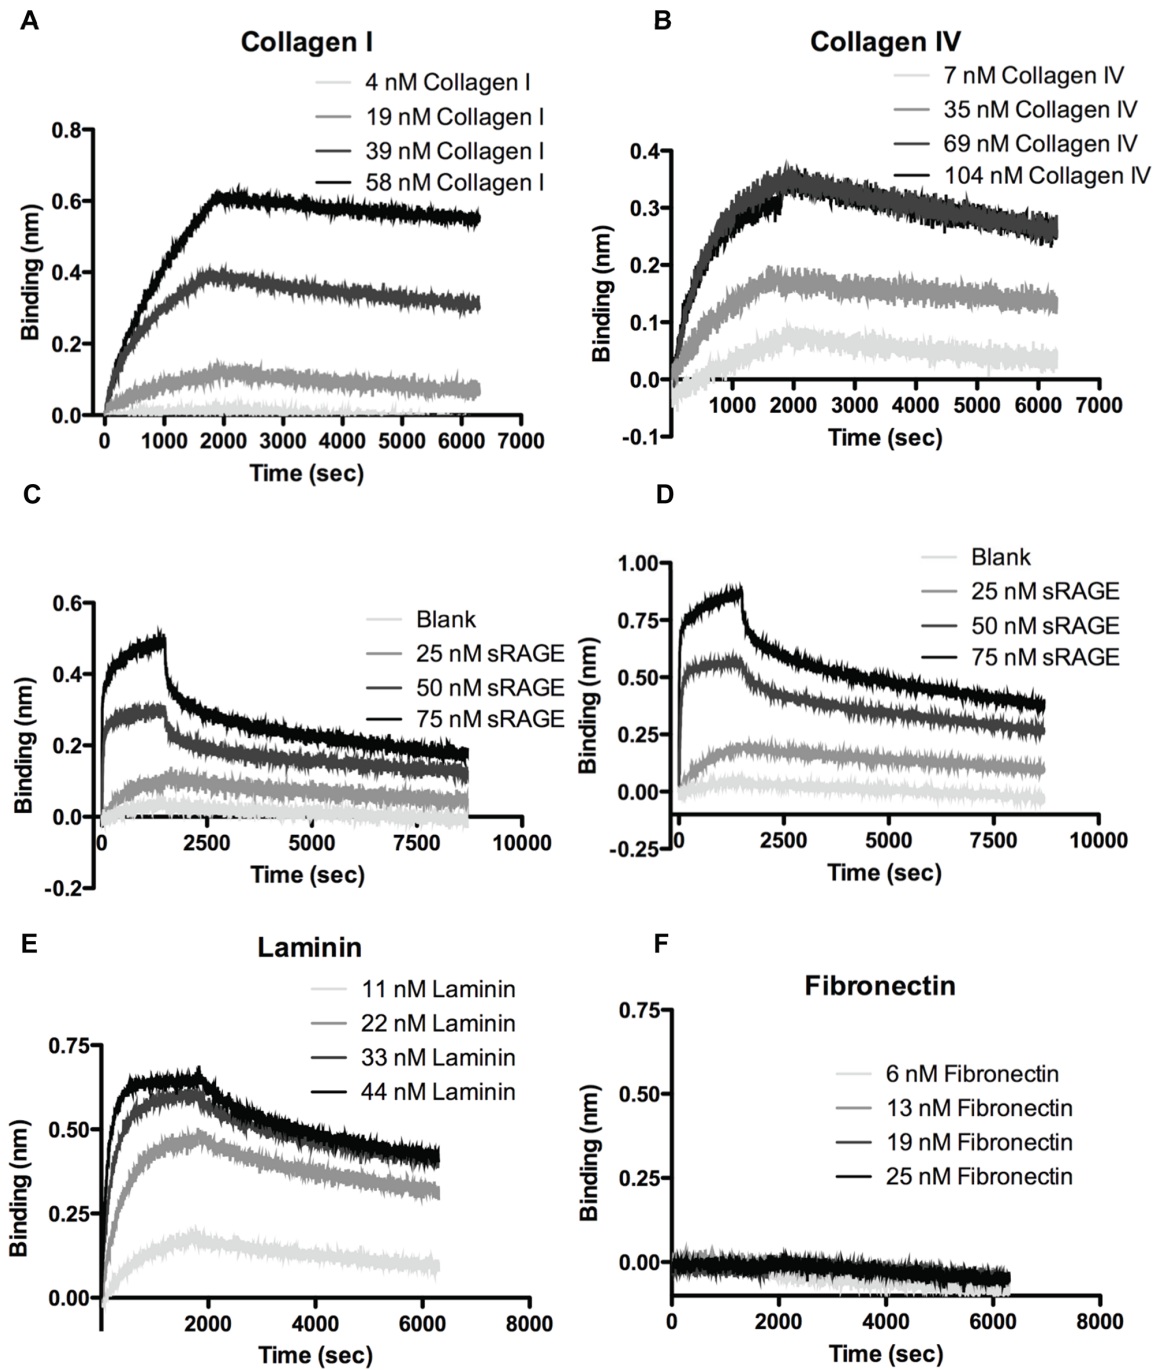 A
Collagen I
4 nM Collagen I
19 nM Collagen I
39 nM Collagen I
58 nM Collagen I
0.8
0.6
0.4
0.2
0.0
Binding (nm)
0 1000 2000 3000 4000 5000 6000 7000
Time (sec)
B
Collagen IV
7 nM Collagen IV
35 nM Collagen IV
69 nM Collagen IV
104 nM Collagen IV
0.4
0.3
0.2
0.1
0.0
-0.1
Binding (nm)
1000 2000 3000 4000 5000 6000 7000
Time (sec)
C
Blank
25 nM sRAGE
50 nM sRAGE
75 nM sRAGE
0.6
0.4
0.2
0.0
-0.2
Binding (nm)
2500 5000 7500 10000
Time (sec)
D
Blank
25 nM sRAGE
50 nM sRAGE
75 nM sRAGE
1.00
0.75
0.50
0.25
0.00
-0.25
Binding (nm)
0 2500 5000 7500 10000
Time (sec)
E
Laminin
11 nM Laminin
22 nM Laminin
33 nM Laminin
44 nM Laminin
0.75
0.50
0.25
0.00
Binding (nm)
2000 4000 6000 8000
Time (sec)
F
Fibronectin
6 nM Fibronectin
13 nM Fibronectin
19 nM Fibronectin
25 nM Fibronectin
0.75
0.50
0.25
0.00
Binding (nm)
0 2000 4000 6000 8000
Time (sec)